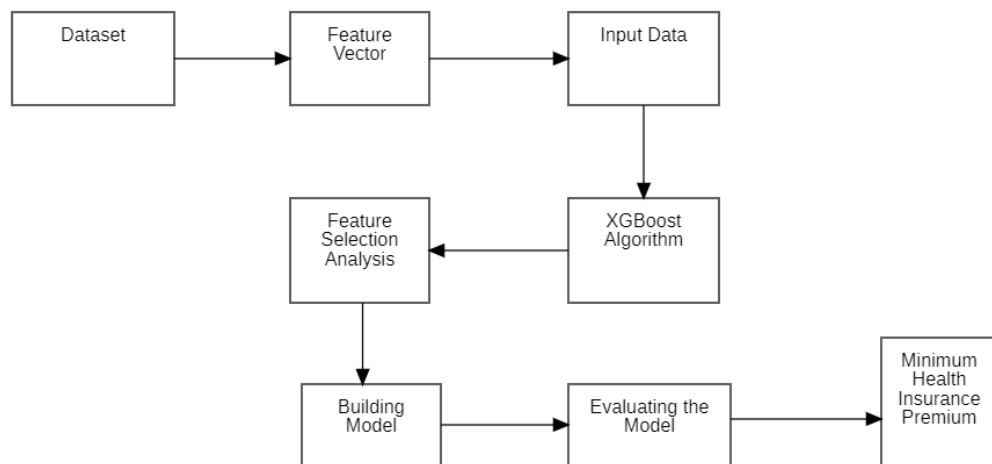 Dataset
Feature
Vector
Input Data
XGBoost
Algorithm
Feature
Selection
Analysis
Building
Model
Evaluating the
Model
Minimum
Health
Insurance
Premium